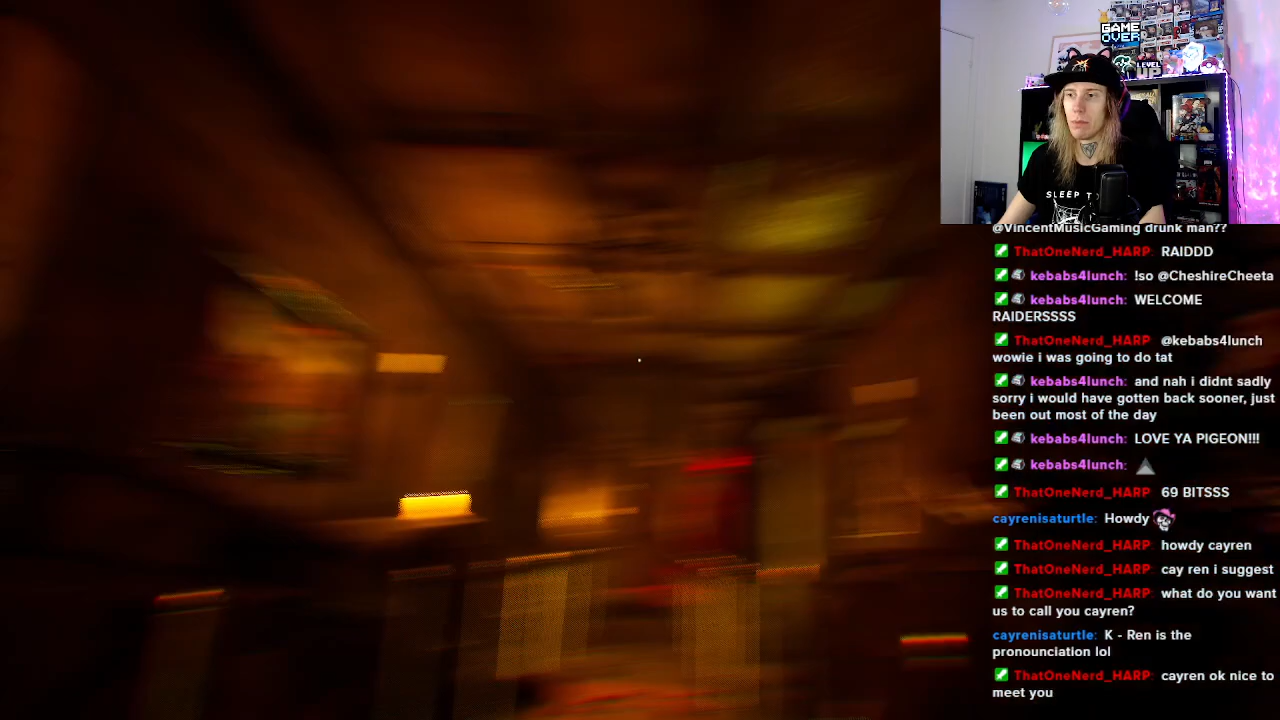 GAME
OVER
LEVEL
UP
SLEEP T
@VincentMusicGaming drunk man??
ThatOneNerd_HARP: RAIDDD
kebabs4lunch: !so @CheshireCheeta
kebabs4lunch: WELCOME
RAIDERSSSS
ThatOneNerd_HARP: @kebabs4lunch
wowie i was going to do tat
kebabs4lunch: and nah i didnt sadly
sorry i would have gotten back sooner, just
been out most of the day
kebabs4lunch: LOVE YA PIGEON!!!
kebabs4lunch:
ThatOneNerd_HARP: 69 BITSSS
cayrenisaturtle: Howdy
ThatOneNerd_HARP: howdy cayren
ThatOneNerd_HARP: cay ren i suggest
ThatOneNerd_HARP: what do you want
us to call you cayren?
cayrenisaturtle: K - Ren is the
pronounciation lol
ThatOneNerd_HARP: cayren ok nice to
meet you